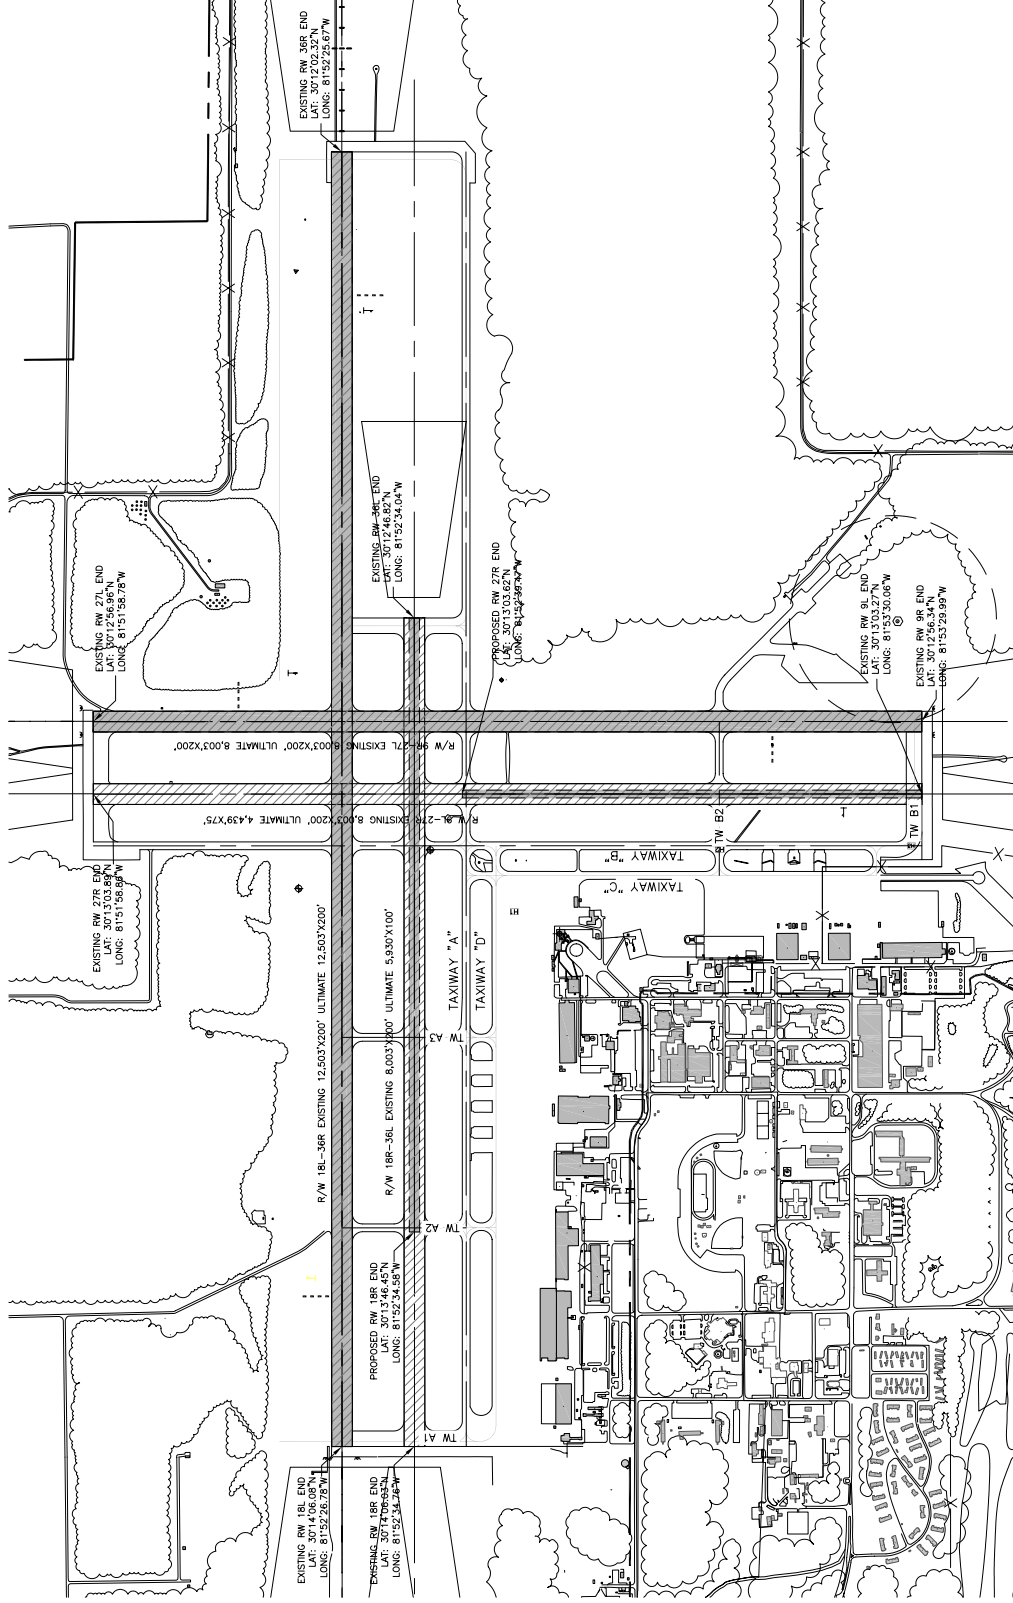 EXISTING RW 36R END
LAT: 30°12'02.32"N
LONG: 81°52'25.67"W
EXISTING RW 36L END
LAT: 30°12'46.82"N
LONG: 81°52'34.04"W
EXISTING RW 27L END
LAT: 30°12'56.96"N
LONG: 81°51'58.78"W
PROPOSED RW 27R END
LAT: 30°13'03.62"N
EXISTING RW 9L END
LAT: 30°13'03.27"N
LONG: 81°53'30.06"W
EXISTING RW 9R END
LAT: 30°12'56.34"N
LONG: 81°53'29.99"W
R/W 9R-27L EXISTING 8,003'X200' ULTIMATE 8,003'X200'
R/W 9L-27R EXISTING 8,003'X200' ULTIMATE 4,439'X75'
TW B2
TW B1
TAXIWAY "B"
TAXIWAY "C"
EXISTING RW 27R END
LAT: 30°13'03.89"N
LONG: 81°51'58.86"W
R/W 18L-36R EXISTING 12,503'X200' ULTIMATE 12,503'X200'
R/W 18R-36L EXISTING 8,003'X200' ULTIMATE 5,930'X100'
TAXIWAY "A"
TAXIWAY "D"
TW A3
TW A2
PROPOSED RW 18R END
LAT: 30°13'46.45"N
LONG: 81°52'34.58"W
TW A1
EXISTING RW 18L END
LAT: 30°14'06.08"N
LONG: 81°52'26.78"W
EXISTING RW 18R END
LAT: 30°14'06.03"N
LONG: 81°52'34.76"W